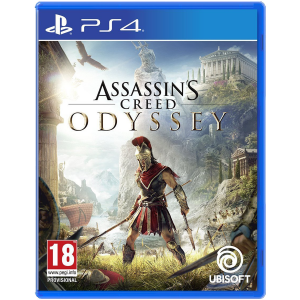 PS4
ASSASSIN'S
CREED
ODYSSEY
18
www.pegi.info
PROVISIONAL
UBISOFT